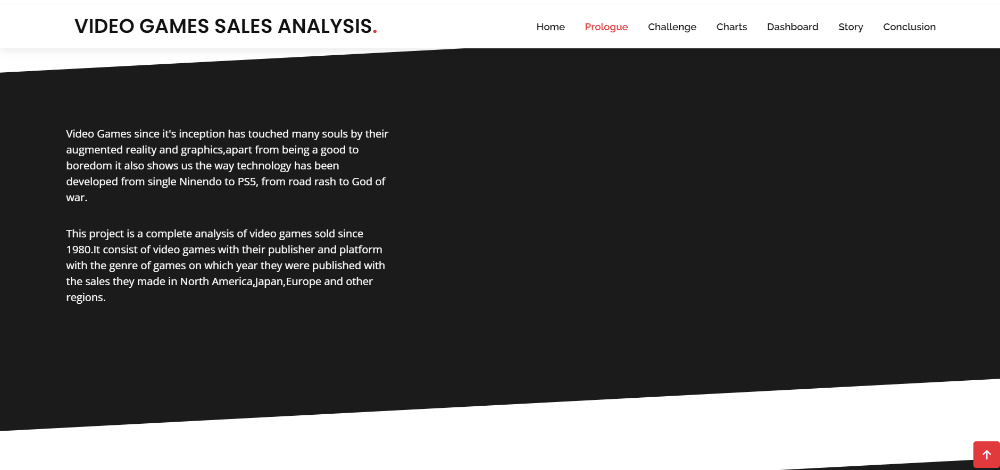 VIDEO GAMES SALES ANALYSIS.
Home Prologue Challenge Charts Dashboard Story Conclusion
Video Games since it's inception has touched many souls by their
augmented reality and graphics,apart from being a good to
boredom it also shows us the way technology has been
developed from single Ninendo to PS5, from road rash to God of
war.
This project is a complete analysis of video games sold since
1980.It consist of video games with their publisher and platform
with the genre of games on which year they were published with
the sales they made in North America,Japan,Europe and other
regions.